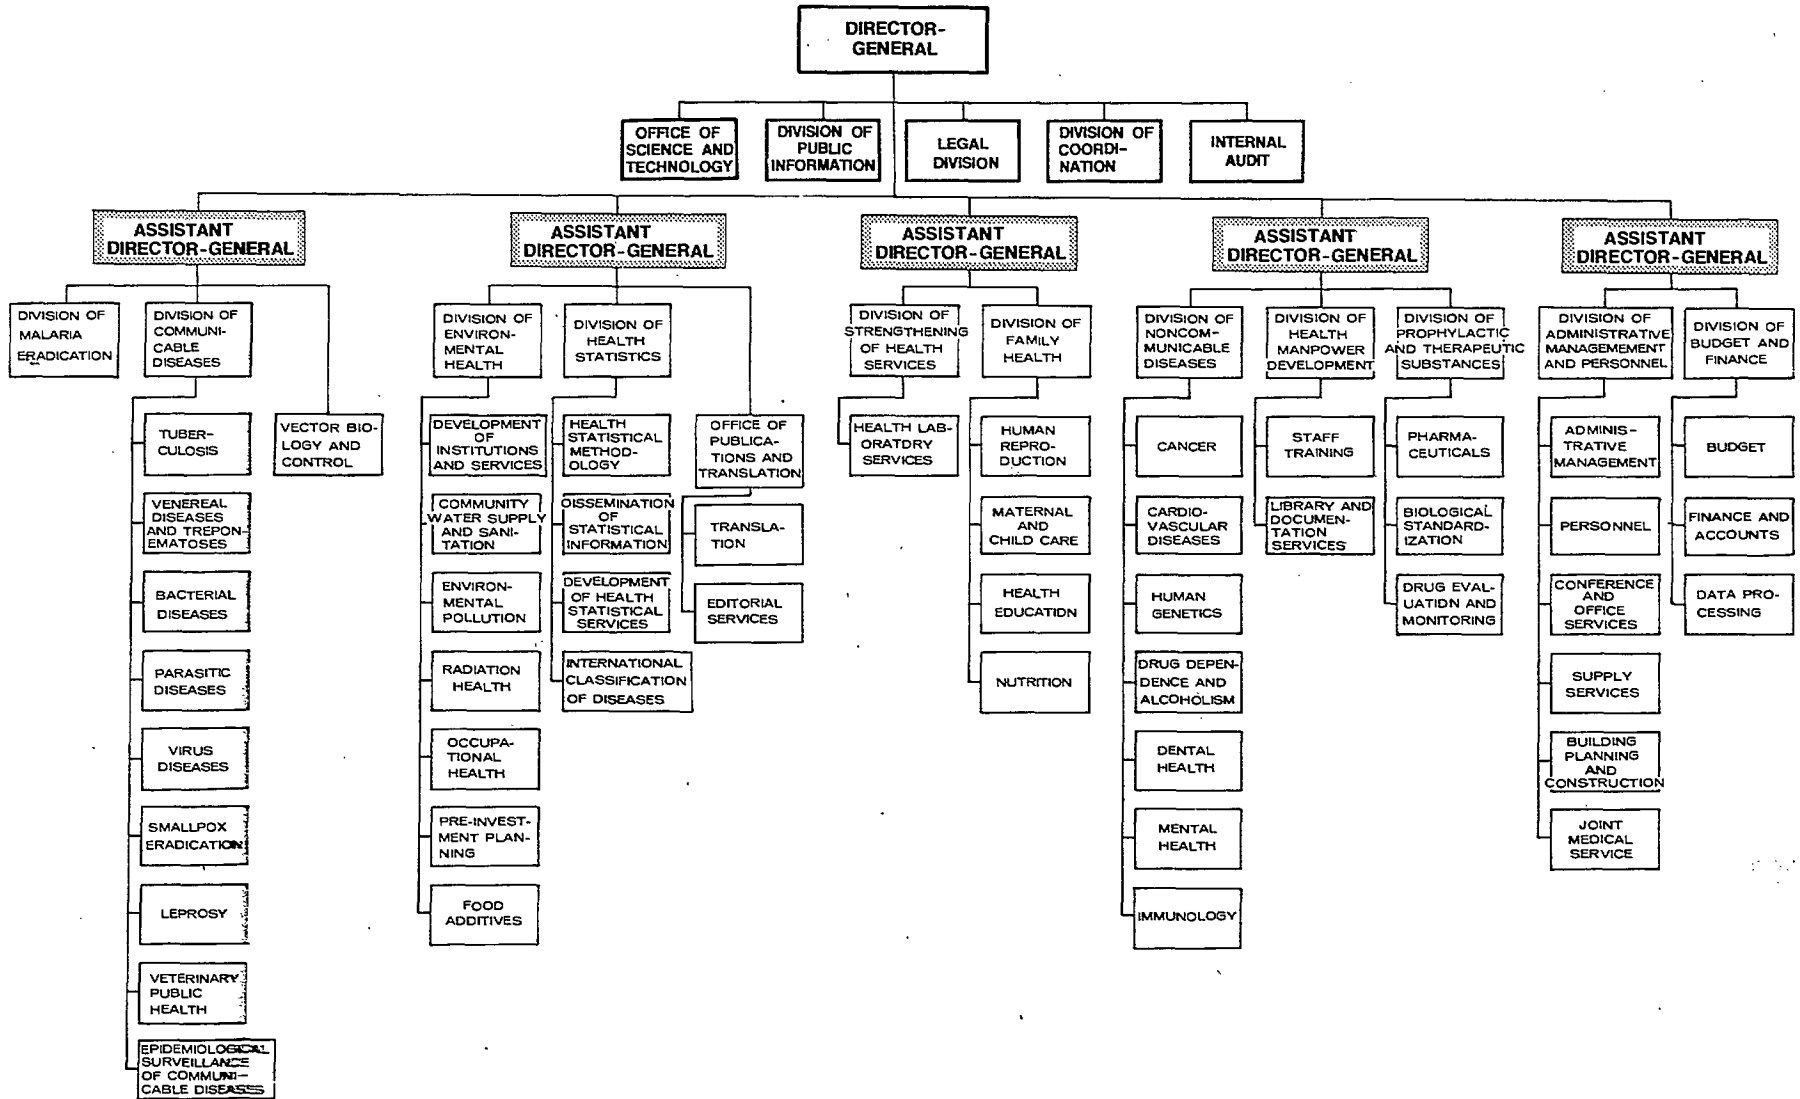 DIRECTOR-
GENERAL
OFFICE OF
SCIENCE AND
TECHNOLOGY
DIVISION OF
PUBLIC
INFORMATION
LEGAL
DIVISION
DIVISION OF
COORDI-
NATION
INTERNAL
AUDIT
ASSISTANT
DIRECTOR-GENERAL
ASSISTANT
DIRECTOR-GENERAL
ASSISTANT
DIRECTOR-GENERAL
ASSISTANT
DIRECTOR-GENERAL
ASSISTANT
DIRECTOR-GENERAL
DIVISION OF
MALARIA
ERADICATION
DIVISION OF
COMMUNI-
CABLE
DISEASES
DIVISION OF
ENVIRON-
MENTAL
HEALTH
DIVISION OF
HEALTH
STATISTICS
DIVISION OF
STRENGTHENING
OF HEALTH
SERVICES
DIVISION OF
FAMILY
HEALTH
DIVISION OF
NONCOM-
MUNICABLE
DISEASES
DIVISION OF
HEALTH
MANPOWER
DEVELOPMENT
DIVISION OF
PROPHYLACTIC
AND THERAPEUTIC
SUBSTANCES
DIVISION OF
ADMINISTRATIVE
MANAGEMEMENT
AND PERSONNEL
DIVISION OF
BUDGET AND
FINANCE
TUBER-
CULOSIS
VENEREAL
DISEASES
AND TREPON-
EMATOSES
BACTERIAL
DISEASES
PARASITIC
DISEASES
VIRUS
DISEASES
SMALLPOX
ERADICATION
LEPROSY
VETERINARY
PUBLIC
HEALTH
EPIDEMIOLOGICAL
SURVEILLANCE
OF COMMUNI-
CABLE DISEASES
VECTOR BIO-
LOGY AND
CONTROL
DEVELOPMENT
OF
INSTITUTIONS
AND SERVICES
COMMUNITY
WATER SUPPLY
AND SANI-
TATION
ENVIRON-
MENTAL
POLLUTION
RADIATION
HEALTH
OCCUPA-
TIONAL
HEALTH
PRE-INVEST-
MENT PLAN-
NING
FOOD
ADDITIVES
HEALTH
STATISTICAL
METHOD-
OLOGY
DISSEMINATION
OF
STATISTICAL
INFORMATION
DEVELOPMENT
OF HEALTH
STATISTICAL
SERVICES
INTERNATIONAL
CLASSIFICATION
OF DISEASES
OFFICE OF
PUBLICA-
TIONS AND
TRANSLATION
TRANSLA-
TION
EDITORIAL
SERVICES
HEALTH LAB-
ORATORY
SERVICES
HUMAN
REPRO-
DUCTION
MATERNAL
AND
CHILD CARE
HEALTH
EDUCATION
NUTRITION
CANCER
CARDIO-
VASCULAR
DISEASES
HUMAN
GENETICS
DRUG DEPEN-
DENCE AND
ALCOHOLISM
DENTAL
HEALTH
MENTAL
HEALTH
IMMUNOLOGY
STAFF
TRAINING
LIBRARY AND
DOCUMEN-
TATION
SERVICES
PHARMA-
CEUTICALS
BIOLOGICAL
STANDARD-
IZATION
DRUG EVAL-
UATION AND
MONITORING
ADMINIS-
TRATIVE
MANAGEMENT
PERSONNEL
CONFERENCE
AND
OFFICE
SERVICES
SUPPLY
SERVICES
BUILDING
PLANNING
AND
CONSTRUCTION
JOINT
MEDICAL
SERVICE
BUDGET
FINANCE AND
ACCOUNTS
DATA PRO-
CESSING